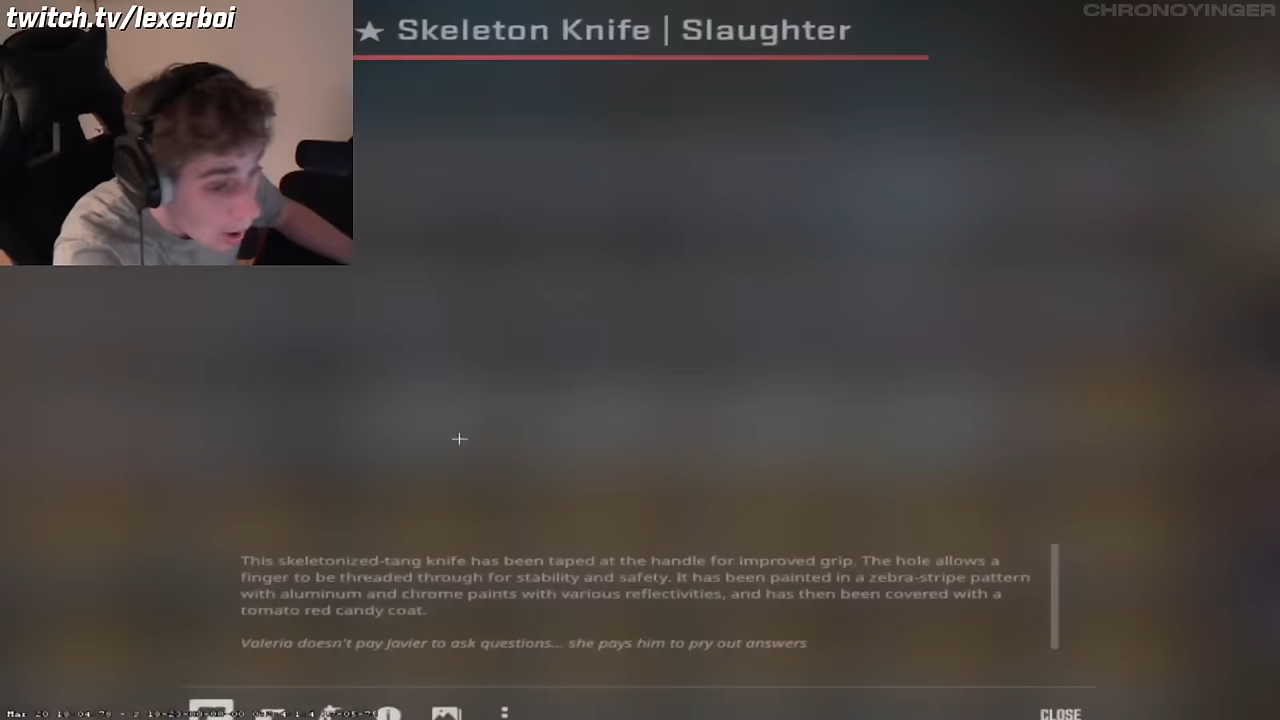 twitch.tv/lexerboi
★ Skeleton Knife | Slaughter
CHRONOYINGER
This skeletonized-tang knife has been taped at the handle for improved grip. The hole allows a
finger to be threaded through for stability and safety. It has been painted in a zebra-stripe pattern
with aluminum and chrome paints with various reflectivities, and has then been covered with a
tomato red candy coat.
Valeria doesn't pay Javier to ask questions... she pays him to pry out answers
CLOSE